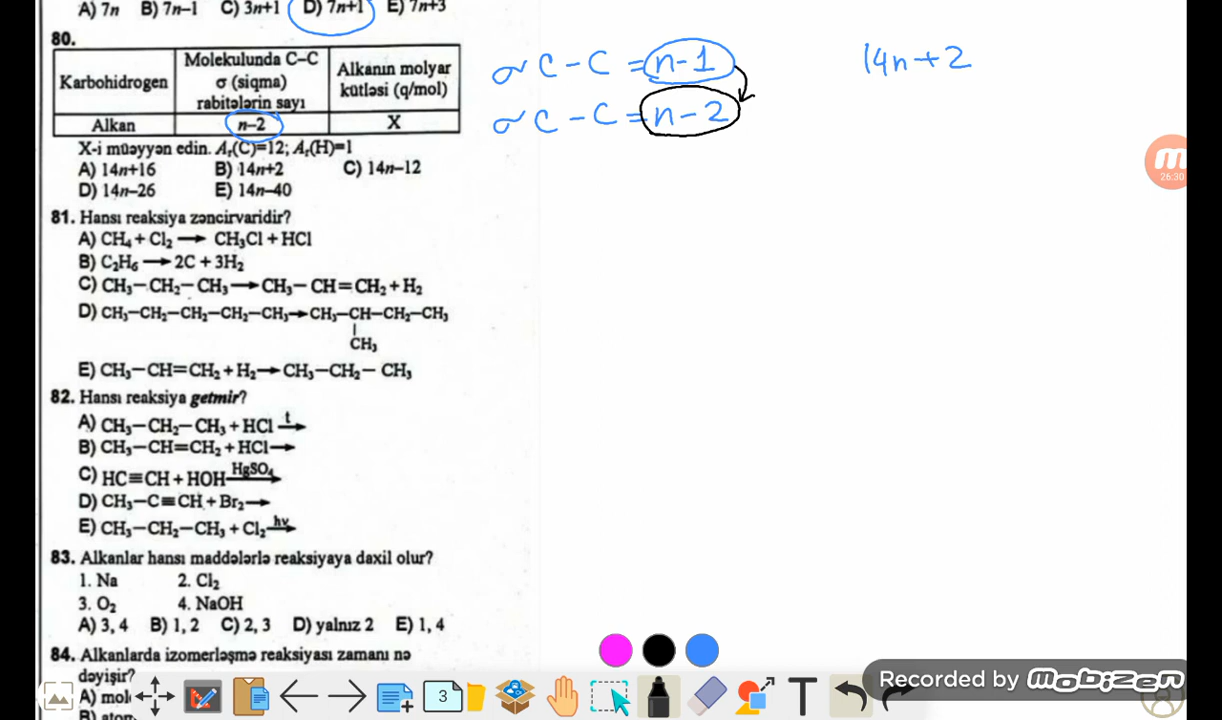 A) 7n B) 7n–1 C) 3n+1 D) 7n+1 E) 7n+3
80.
Karbohidrogen | Molekulunda C–C σ (siqma) rabitələrin sayı | Alkanın molyar kütləsi (q/mol)
Alkan | n–2 | X
X-i müəyyən edin. Aᵣ(C)=12; Aᵣ(H)=1
A) 14n+16 B) 14n+2 C) 14n–12
D) 14n–26 E) 14n–40
81. Hansı reaksiya zəncirvaridir?
A) CH₄ + Cl₂ → CH₃Cl + HCl
B) C₂H₆ → 2C + 3H₂
C) CH₃–CH₂–CH₃ → CH₃–CH=CH₂ + H₂
D) CH₃–CH₂–CH₂–CH₂–CH₃ → CH₃–CH–CH₂–CH₃
|
CH₃
E) CH₃–CH=CH₂ + H₂ → CH₃–CH₂–CH₃
82. Hansı reaksiya getmir?
A) CH₃–CH₂–CH₃ + HCl t→
B) CH₃–CH=CH₂ + HCl →
C) HC≡CH + HOH HgSO₄→
D) CH₃–C≡CH + Br₂ →
E) CH₃–CH₂–CH₃ + Cl₂ hν→
83. Alkanlar hansı maddələrlə reaksiyaya daxil olur?
1. Na 2. Cl₂
3. O₂ 4. NaOH
A) 3, 4 B) 1, 2 C) 2, 3 D) yalnız 2 E) 1, 4
84. Alkanlarda izomerləşmə reaksiyası zamanı nə
dəyişir?
A) mol
σ C – C = n-1
σ C – C = n-2
14n+2
26:30
3
T
Recorded by mobizen